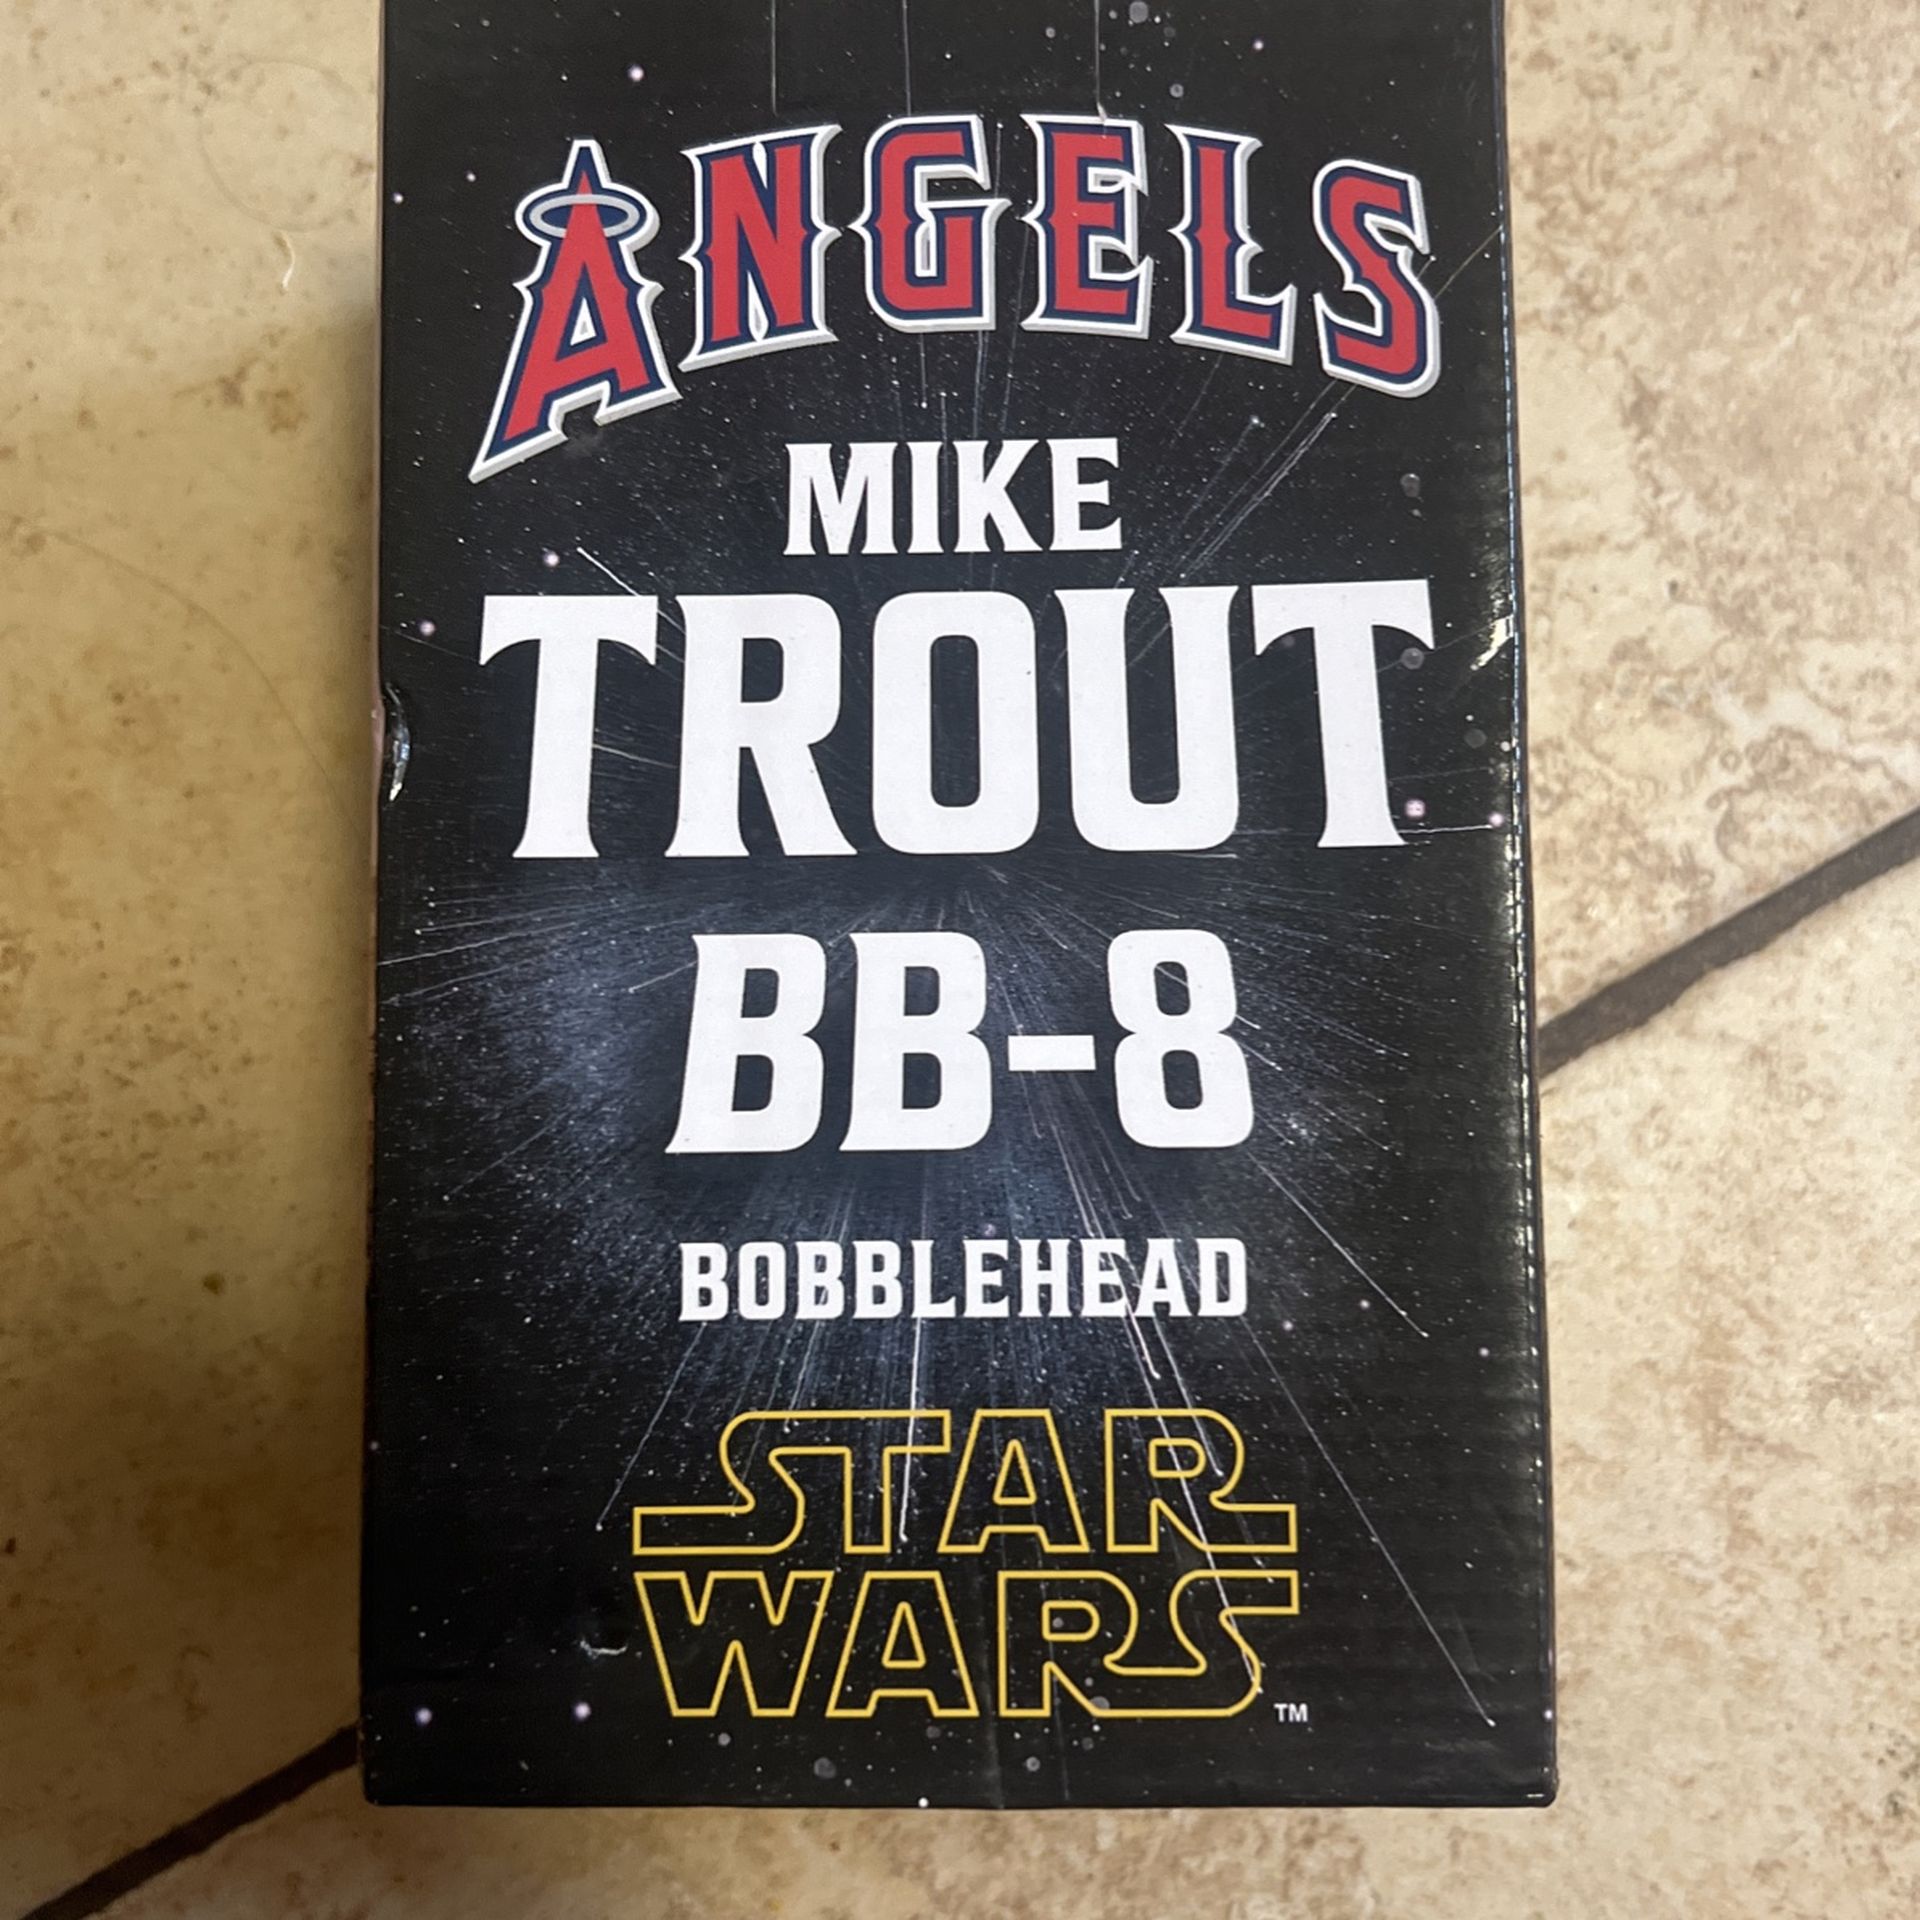 ANGELS
MIKE
TROUT
BB-8
BOBBLEHEAD
STAR
WARS
TM